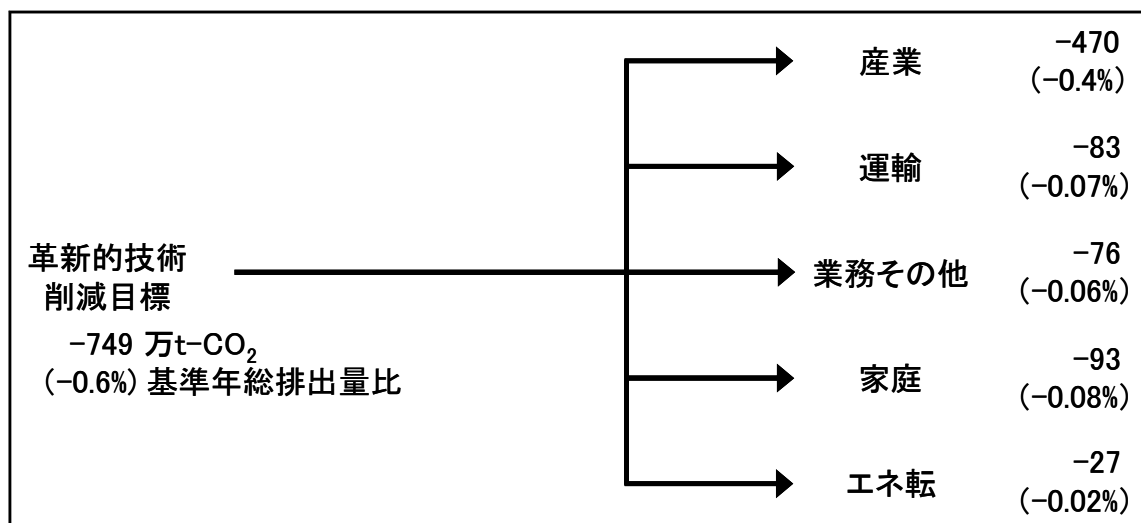 革新的技術
削減目標
-749 万t-CO₂
(-0.6%) 基準年総排出量比
産業
-470
(-0.4%)
運輸
-83
(-0.07%)
業務その他
-76
(-0.06%)
家庭
-93
(-0.08%)
エネ転
-27
(-0.02%)